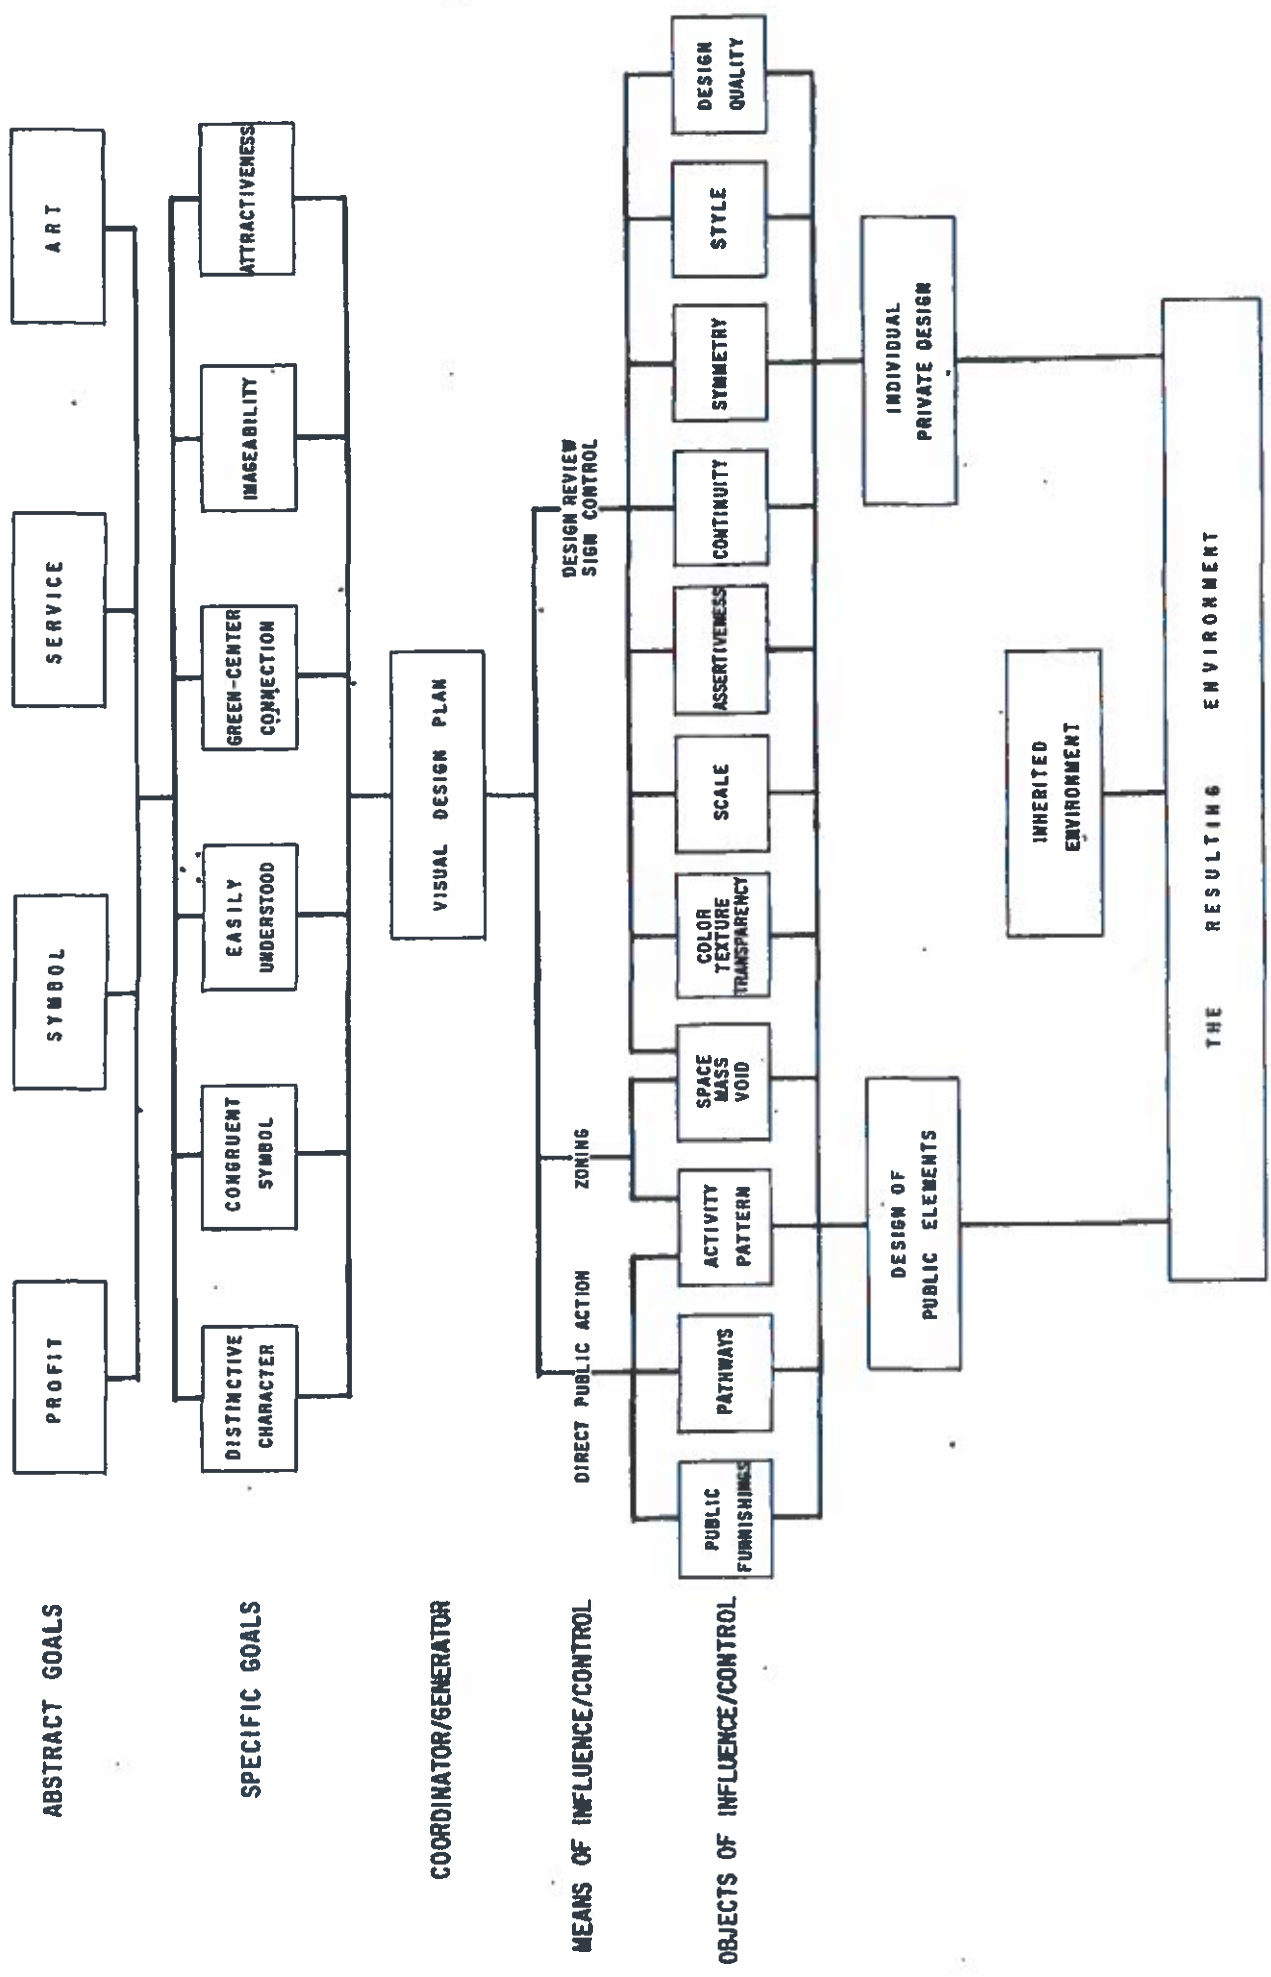 ABSTRACT GOALS
PROFIT
SYMBOL
SERVICE
ART
SPECIFIC GOALS
DISTINCTIVE
CHARACTER
CONGRUENT
SYMBOL
EASILY
UNDERSTOOD
GREEN-CENTER
CONNECTION
IMAGEABILITY
ATTRACTIVENESS
COORDINATOR/GENERATOR
VISUAL DESIGN PLAN
MEANS OF INFLUENCE/CONTROL
DIRECT PUBLIC ACTION
ZONING
DESIGN REVIEW
SIGN CONTROL
OBJECTS OF INFLUENCE/CONTROL
PUBLIC
FURNISHINGS
PATHWAYS
ACTIVITY
PATTERN
SPACE
MASS
VOID
COLOR
TEXTURE
TRANSPARENCY
SCALE
ASSERTIVENESS
CONTINUITY
SYMMETRY
STYLE
DESIGN
QUALITY
DESIGN OF
PUBLIC ELEMENTS
INDIVIDUAL
PRIVATE DESIGN
INHERITED
ENVIRONMENT
THE RESULTING ENVIRONMENT